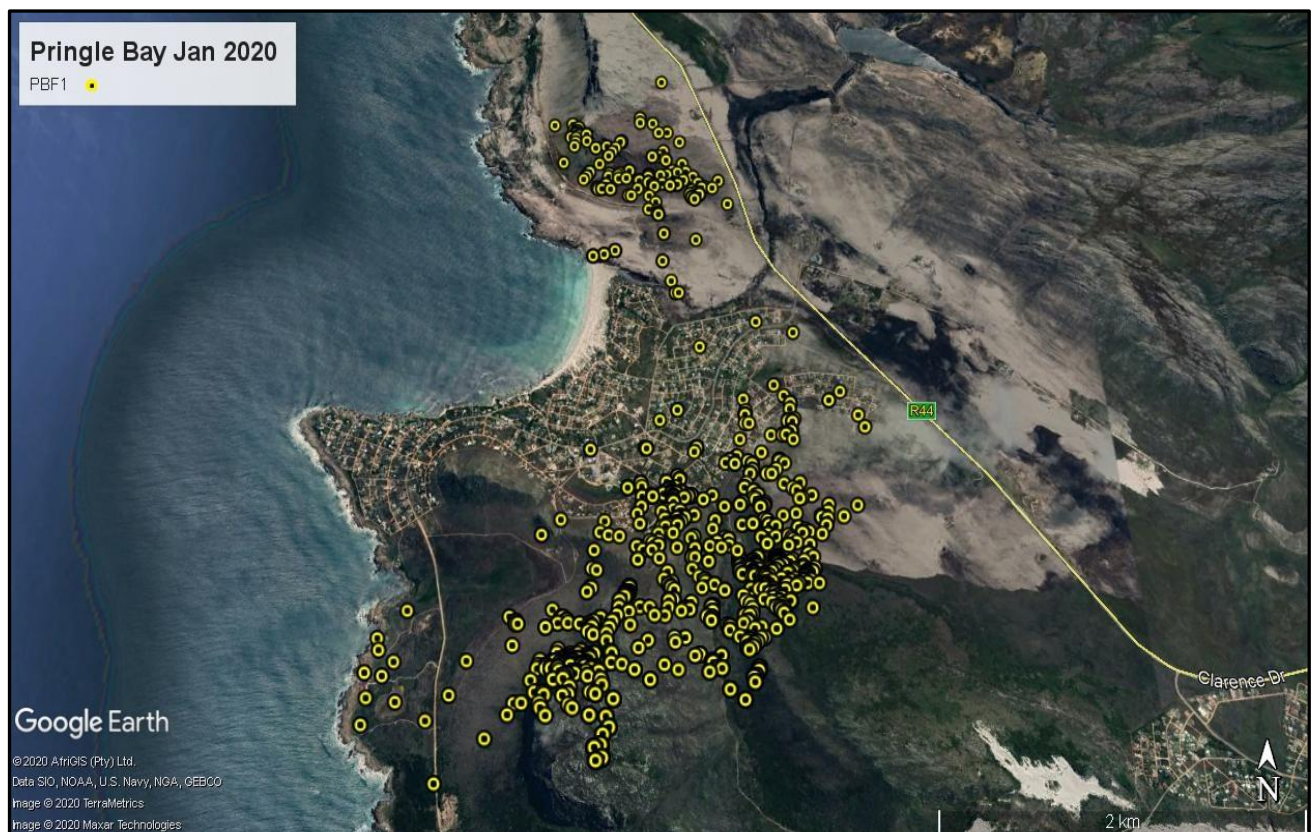 Pringle Bay Jan 2020
PBF1
R44
Clarence Dr
Google Earth
©2020 AfriGIS (Pty) Ltd.
Data SIO, NOAA, U.S. Navy, NGA, GEBCO
Image © 2020 TerraMetrics
Image © 2020 Maxar Technologies
N
2 km